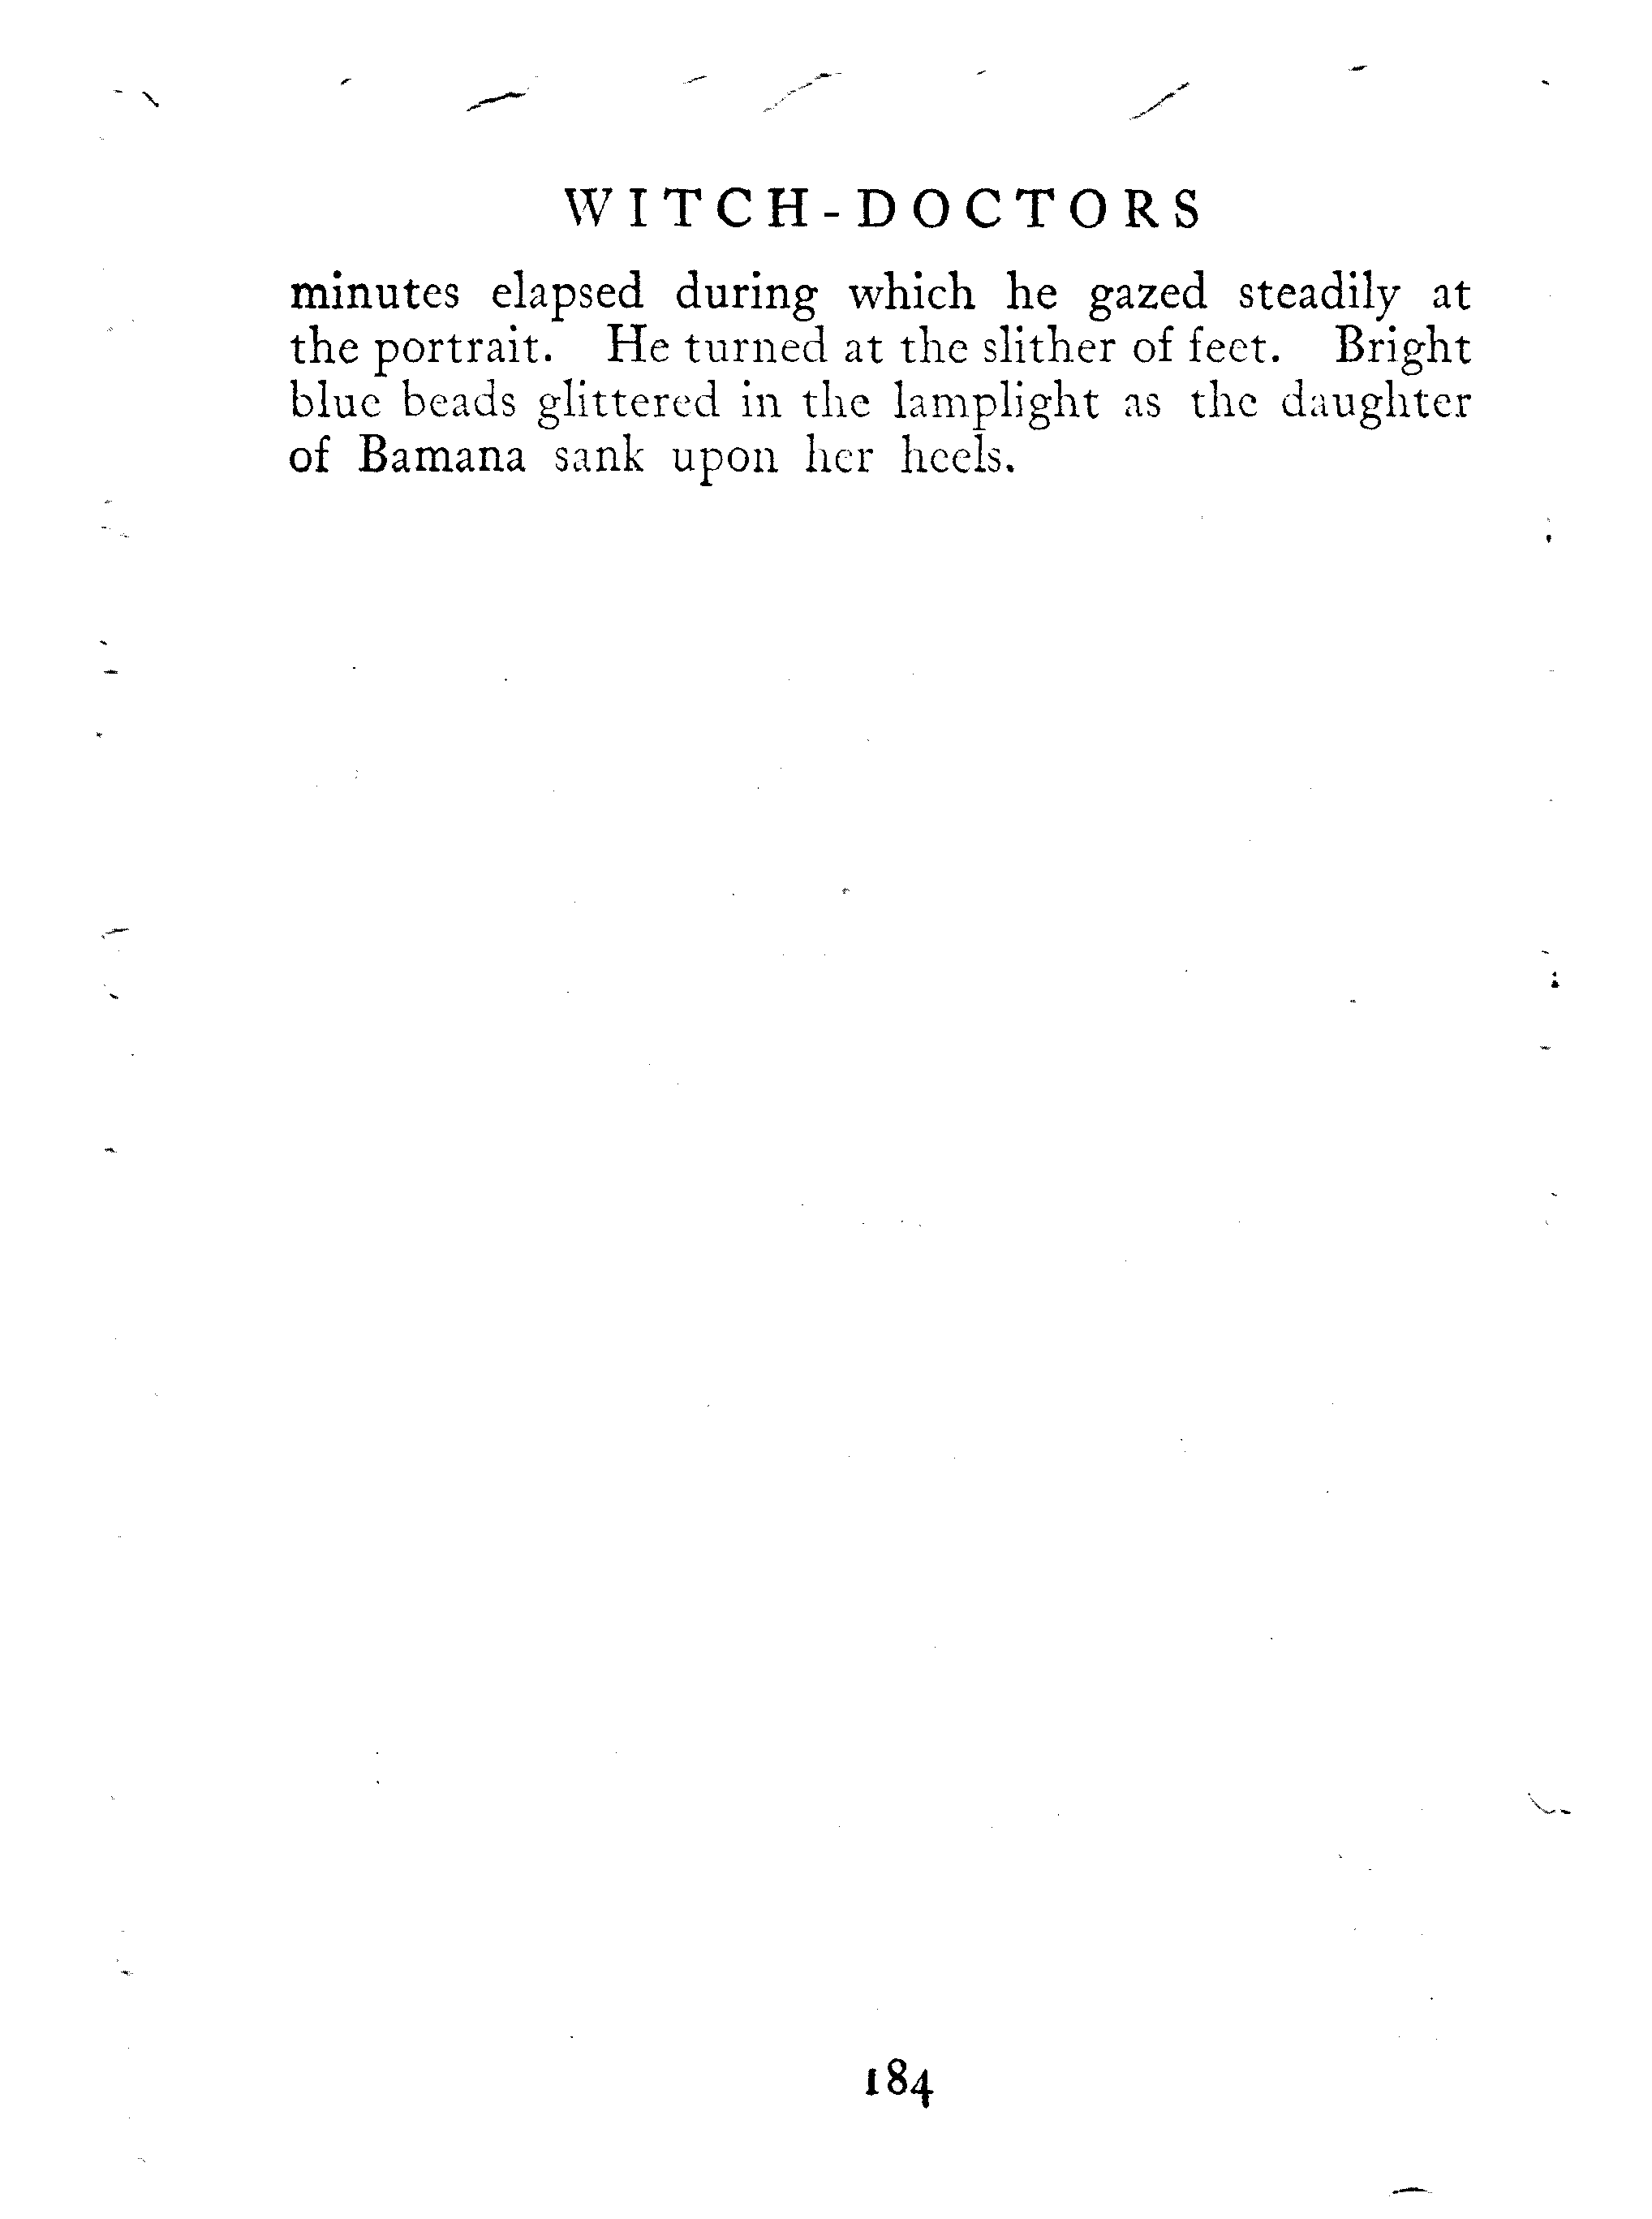 WITCH-DOCTORS
minutes elapsed during which he gazed steadily at
the portrait. He turned at the slither of feet. Bright
blue beads glittered in the lamplight as the daughter
of Bamana sank upon her heels.
184